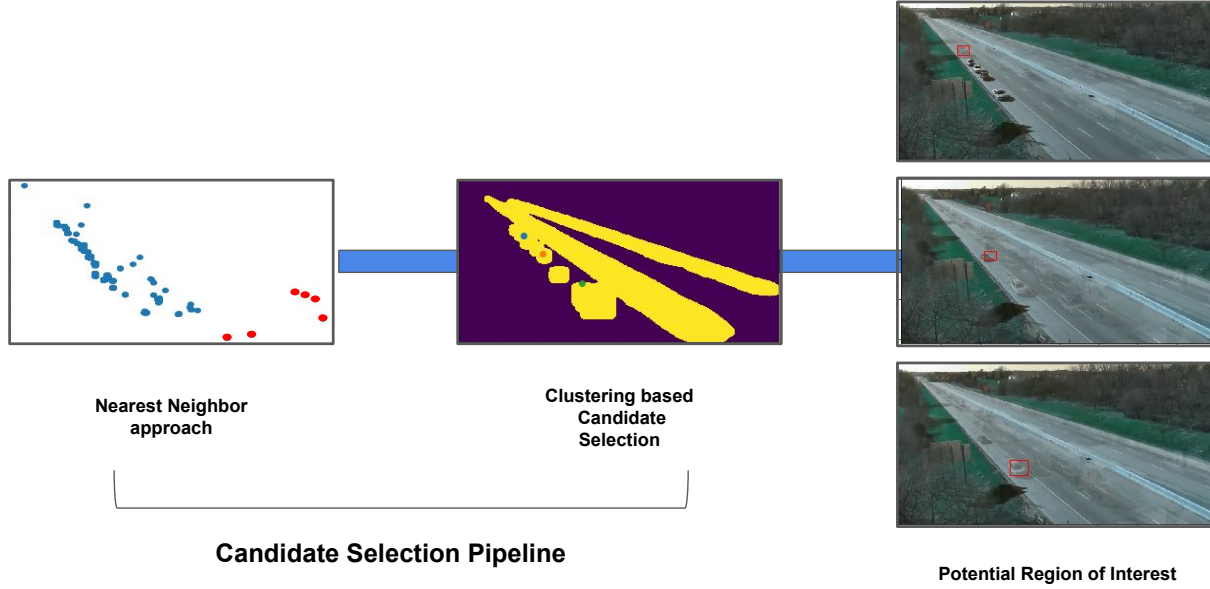 Nearest Neighbor
approach
Clustering based
Candidate
Selection
Candidate Selection Pipeline
Potential Region of Interest